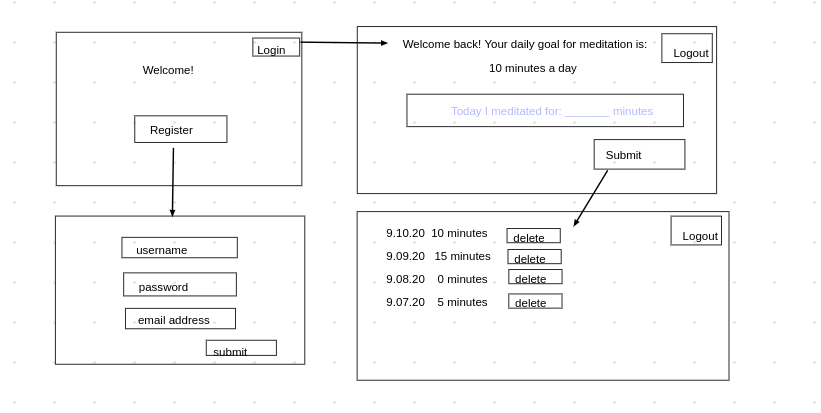 Login
Welcome!
Register
Welcome back! Your daily goal for meditation is:
Logout
10 minutes a day
Today I meditated for: _______ minutes
Submit
username
password
email address
submit
Logout
9.10.20 10 minutes delete
9.09.20 15 minutes delete
9.08.20 0 minutes delete
9.07.20 5 minutes delete